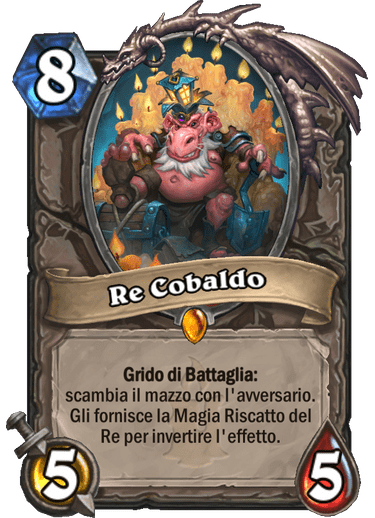 8
Re Cobaldo
Grido di Battaglia:
scambia il mazzo con l'avversario.
Gli fornisce la Magia Riscatto del
Re per invertire l'effetto.
5
5